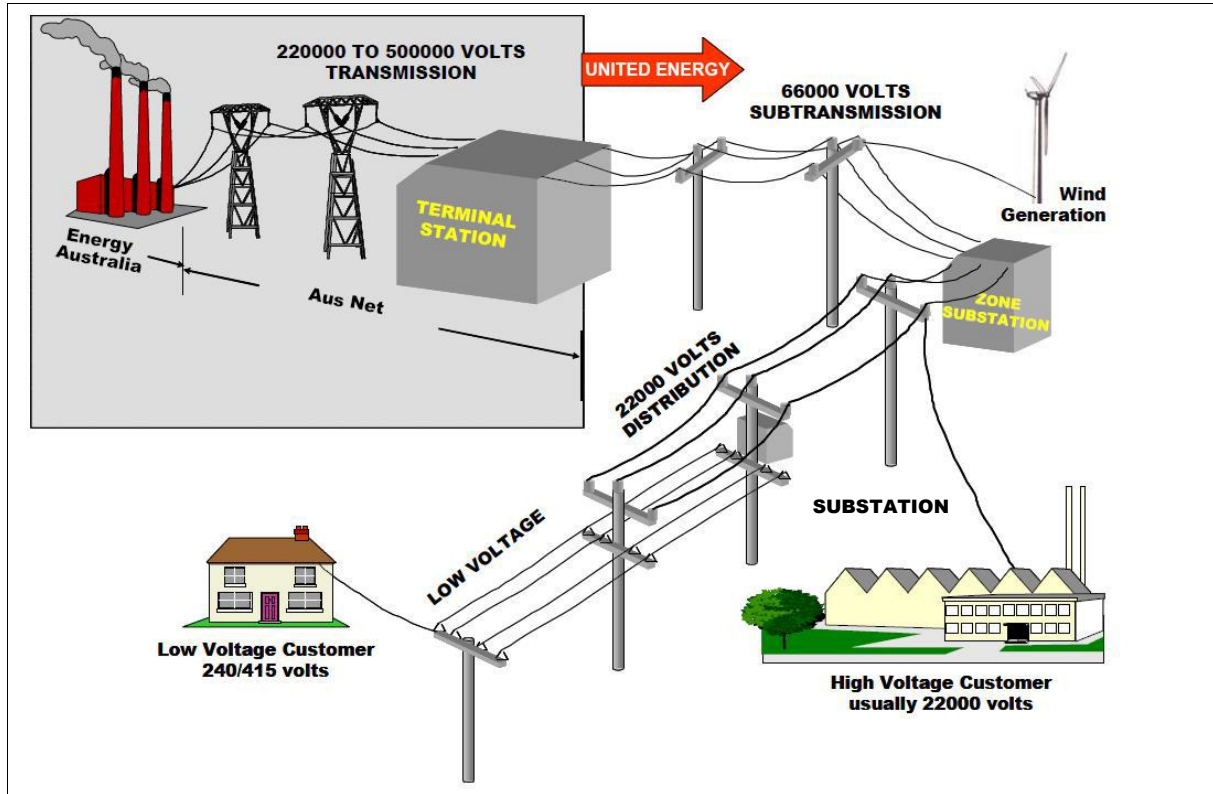 220000 TO 500000 VOLTS
TRANSMISSION
UNITED ENERGY
66000 VOLTS
SUBTRANSMISSION
TERMINAL
STATION
Wind
Generation
Energy
Australia
Aus Net
ZONE
SUBSTATION
22000 VOLTS
DISTRIBUTION
SUBSTATION
LOW VOLTAGE
Low Voltage Customer
240/415 volts
High Voltage Customer
usually 22000 volts